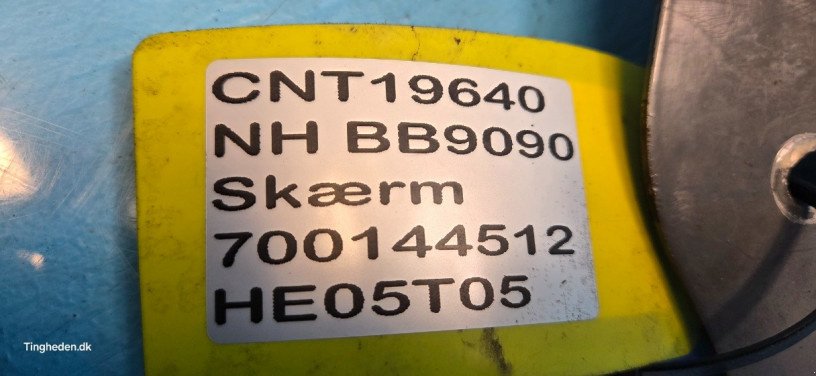 CNT19640
NH BB9090
Skærm
700144512
HE05T05
Tingheden.dk